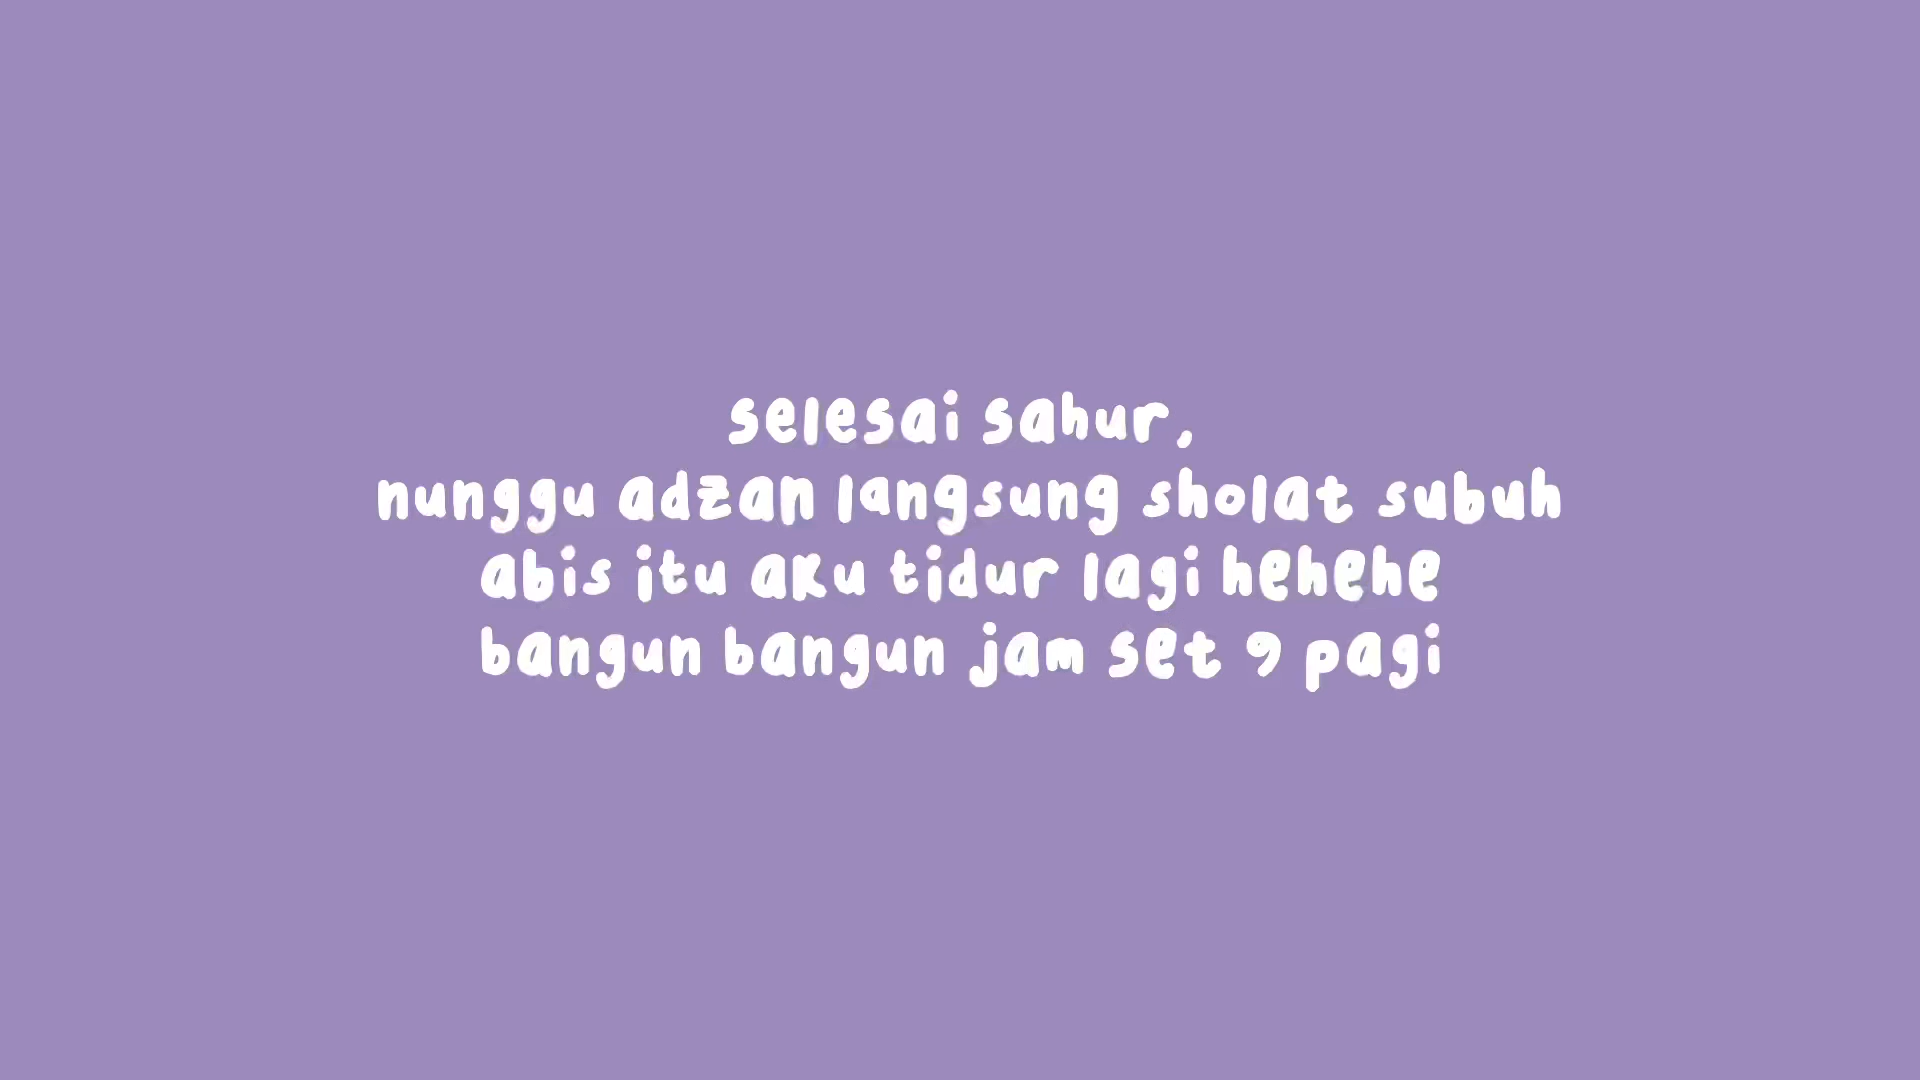 selesai sahur,
nunggu adzan langsung sholat subuh
abis itu aku tidur lagi hehehe
bangun bangun jam set 9 pagi